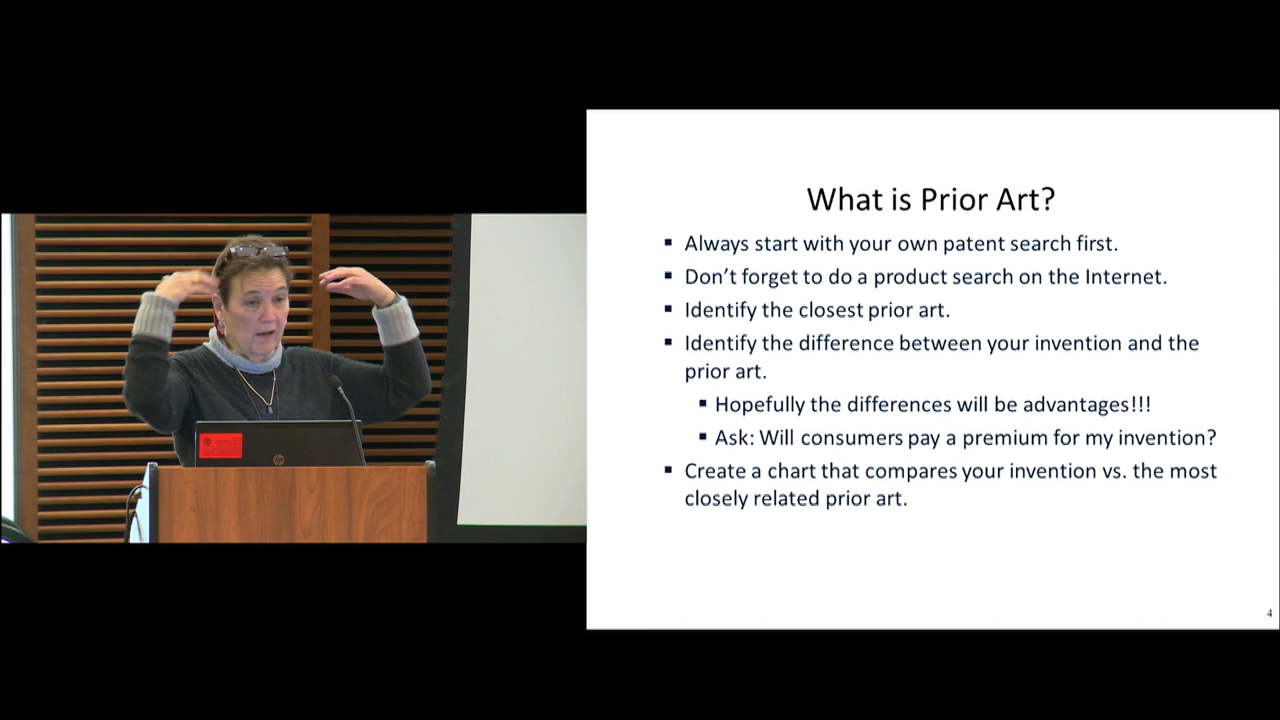 What is Prior Art?
▪ Always start with your own patent search first.
▪ Don't forget to do a product search on the Internet.
▪ Identify the closest prior art.
▪ Identify the difference between your invention and the
prior art.
▪ Hopefully the differences will be advantages!!!
▪ Ask: Will consumers pay a premium for my invention?
▪ Create a chart that compares your invention vs. the most
closely related prior art.
4
hp